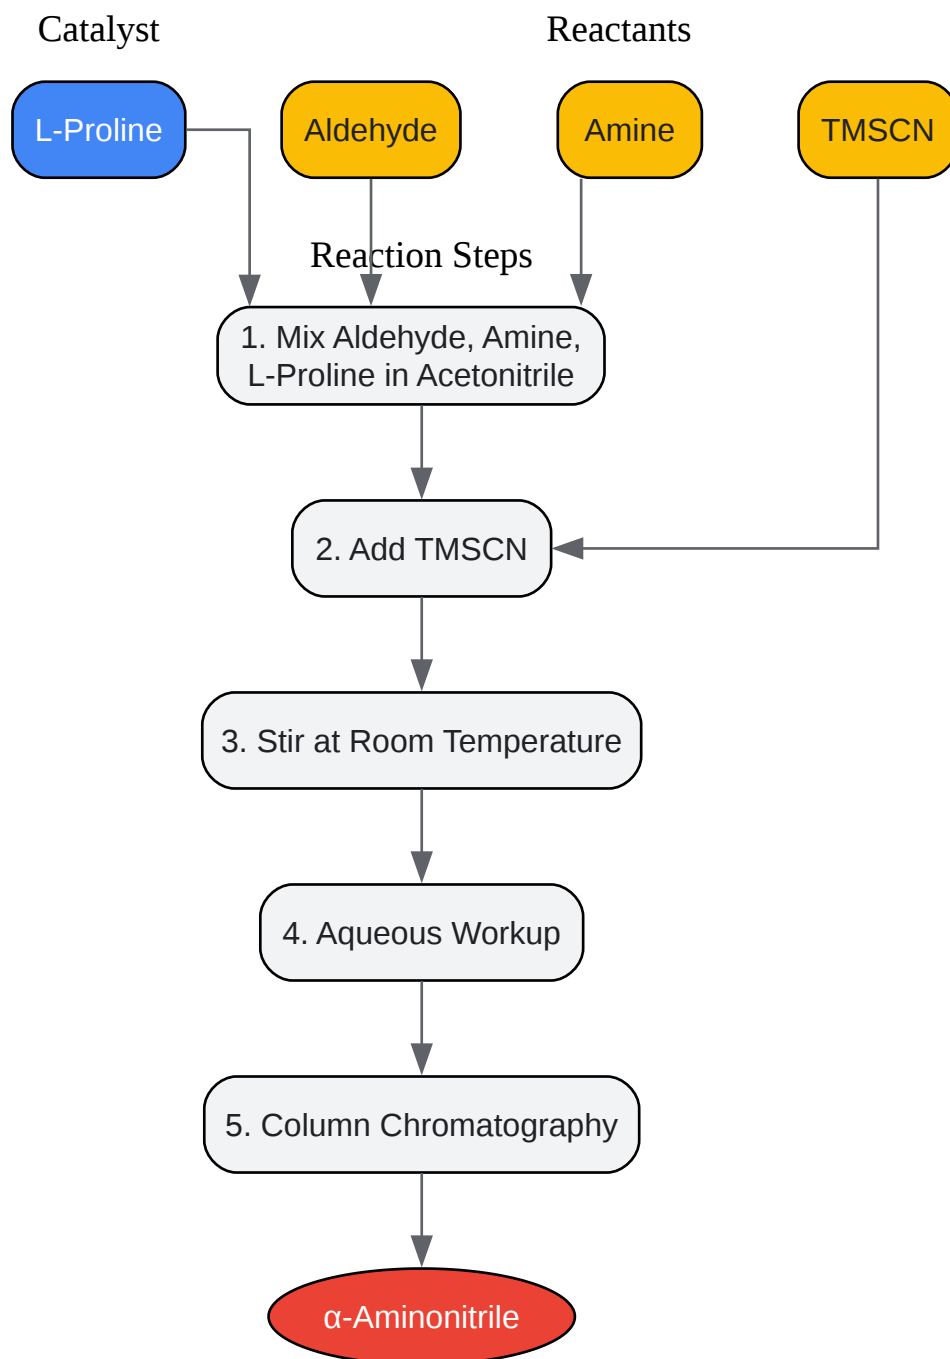 Catalyst
Reactants
L-Proline
Aldehyde
Amine
TMSCN
Reaction Steps
1. Mix Aldehyde, Amine,
L-Proline in Acetonitrile
2. Add TMSCN
3. Stir at Room Temperature
4. Aqueous Workup
5. Column Chromatography
α-Aminonitrile